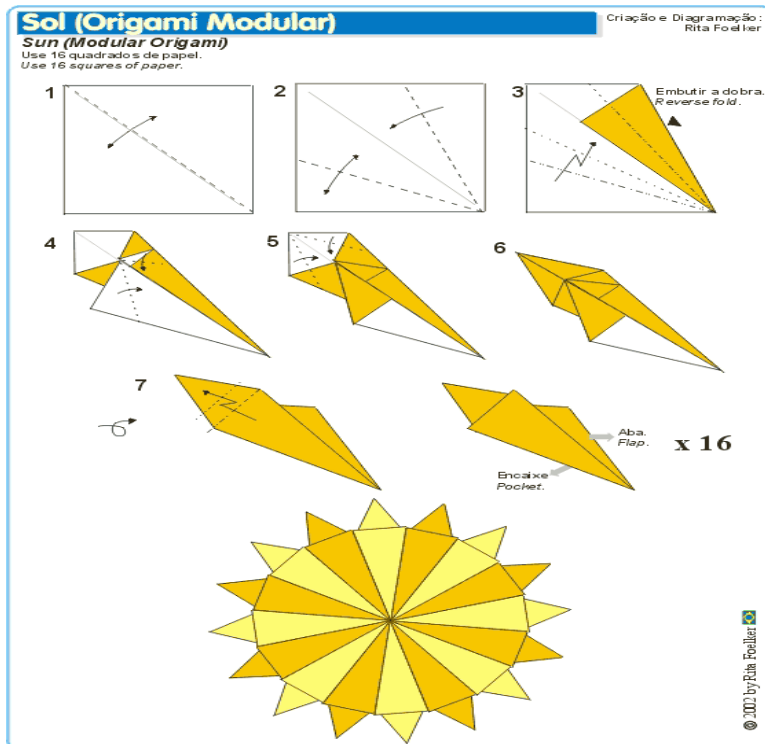 Sol (Origami Modular)
Criação e Diagramação:
Rita Foelker
Sun (Modular Origami)
Use 16 quadrados de papel.
Use 16 squares of paper.
1
2
3
Embutir a dobra.
Reverse fold.
4
5
6
7
Aba.
Flap.
x 16
Encaixe
Pocket.
© 2002 by Rita Foelker